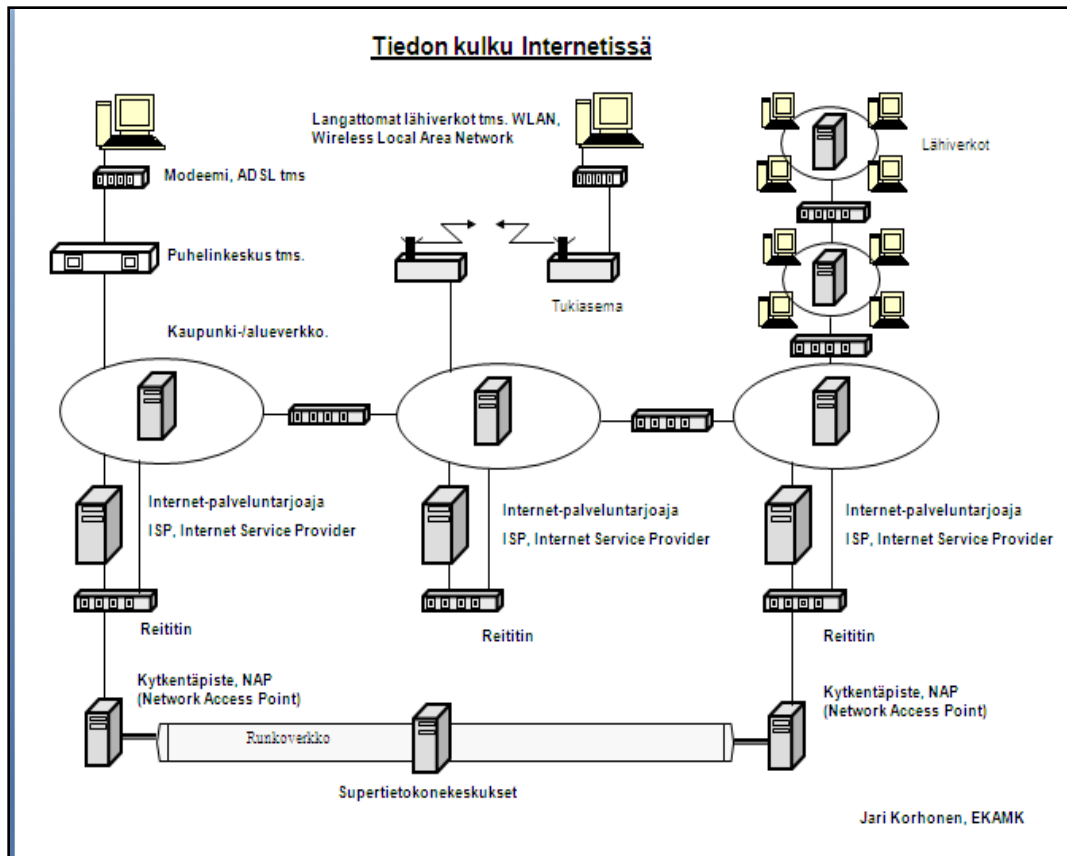 Tiedon kulku Internetissä
Langattomat lähiverkot tms. WLAN,
Wireless Local Area Network
Lähiverkot
Modeemi, ADSL tms
Puhelinkeskus tms.
Tukiasema
Kaupunki-/alueverkko.
Internet-palveluntarjoaja
ISP, Internet Service Provider
Internet-palveluntarjoaja
ISP, Internet Service Provider
Internet-palveluntarjoaja
ISP, Internet Service Provider
Reititin
Reititin
Reititin
Kytkentäpiste, NAP
(Network Access Point)
Kytkentäpiste, NAP
(Network Access Point)
Runkoverkko
Supertietokonekeskukset
Jari Korhonen, EKAMK